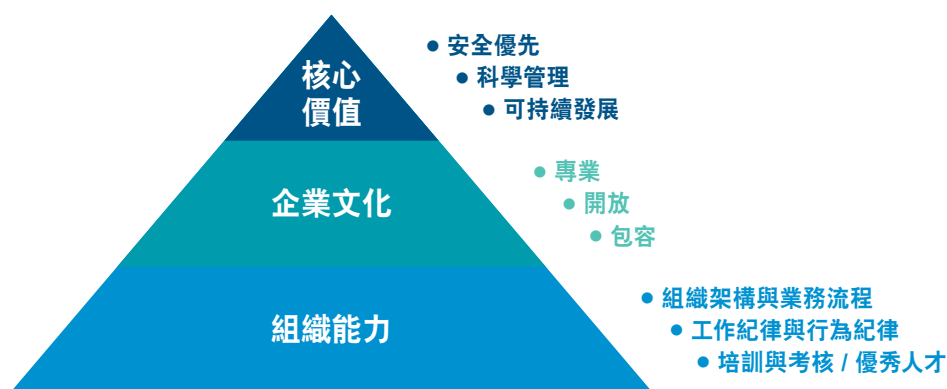 核心
價值
• 安全優先
• 科學管理
• 可持續發展
企業文化
• 專業
• 開放
• 包容
組織能力
• 組織架構與業務流程
• 工作紀律與行為紀律
• 培訓與考核 / 優秀人才